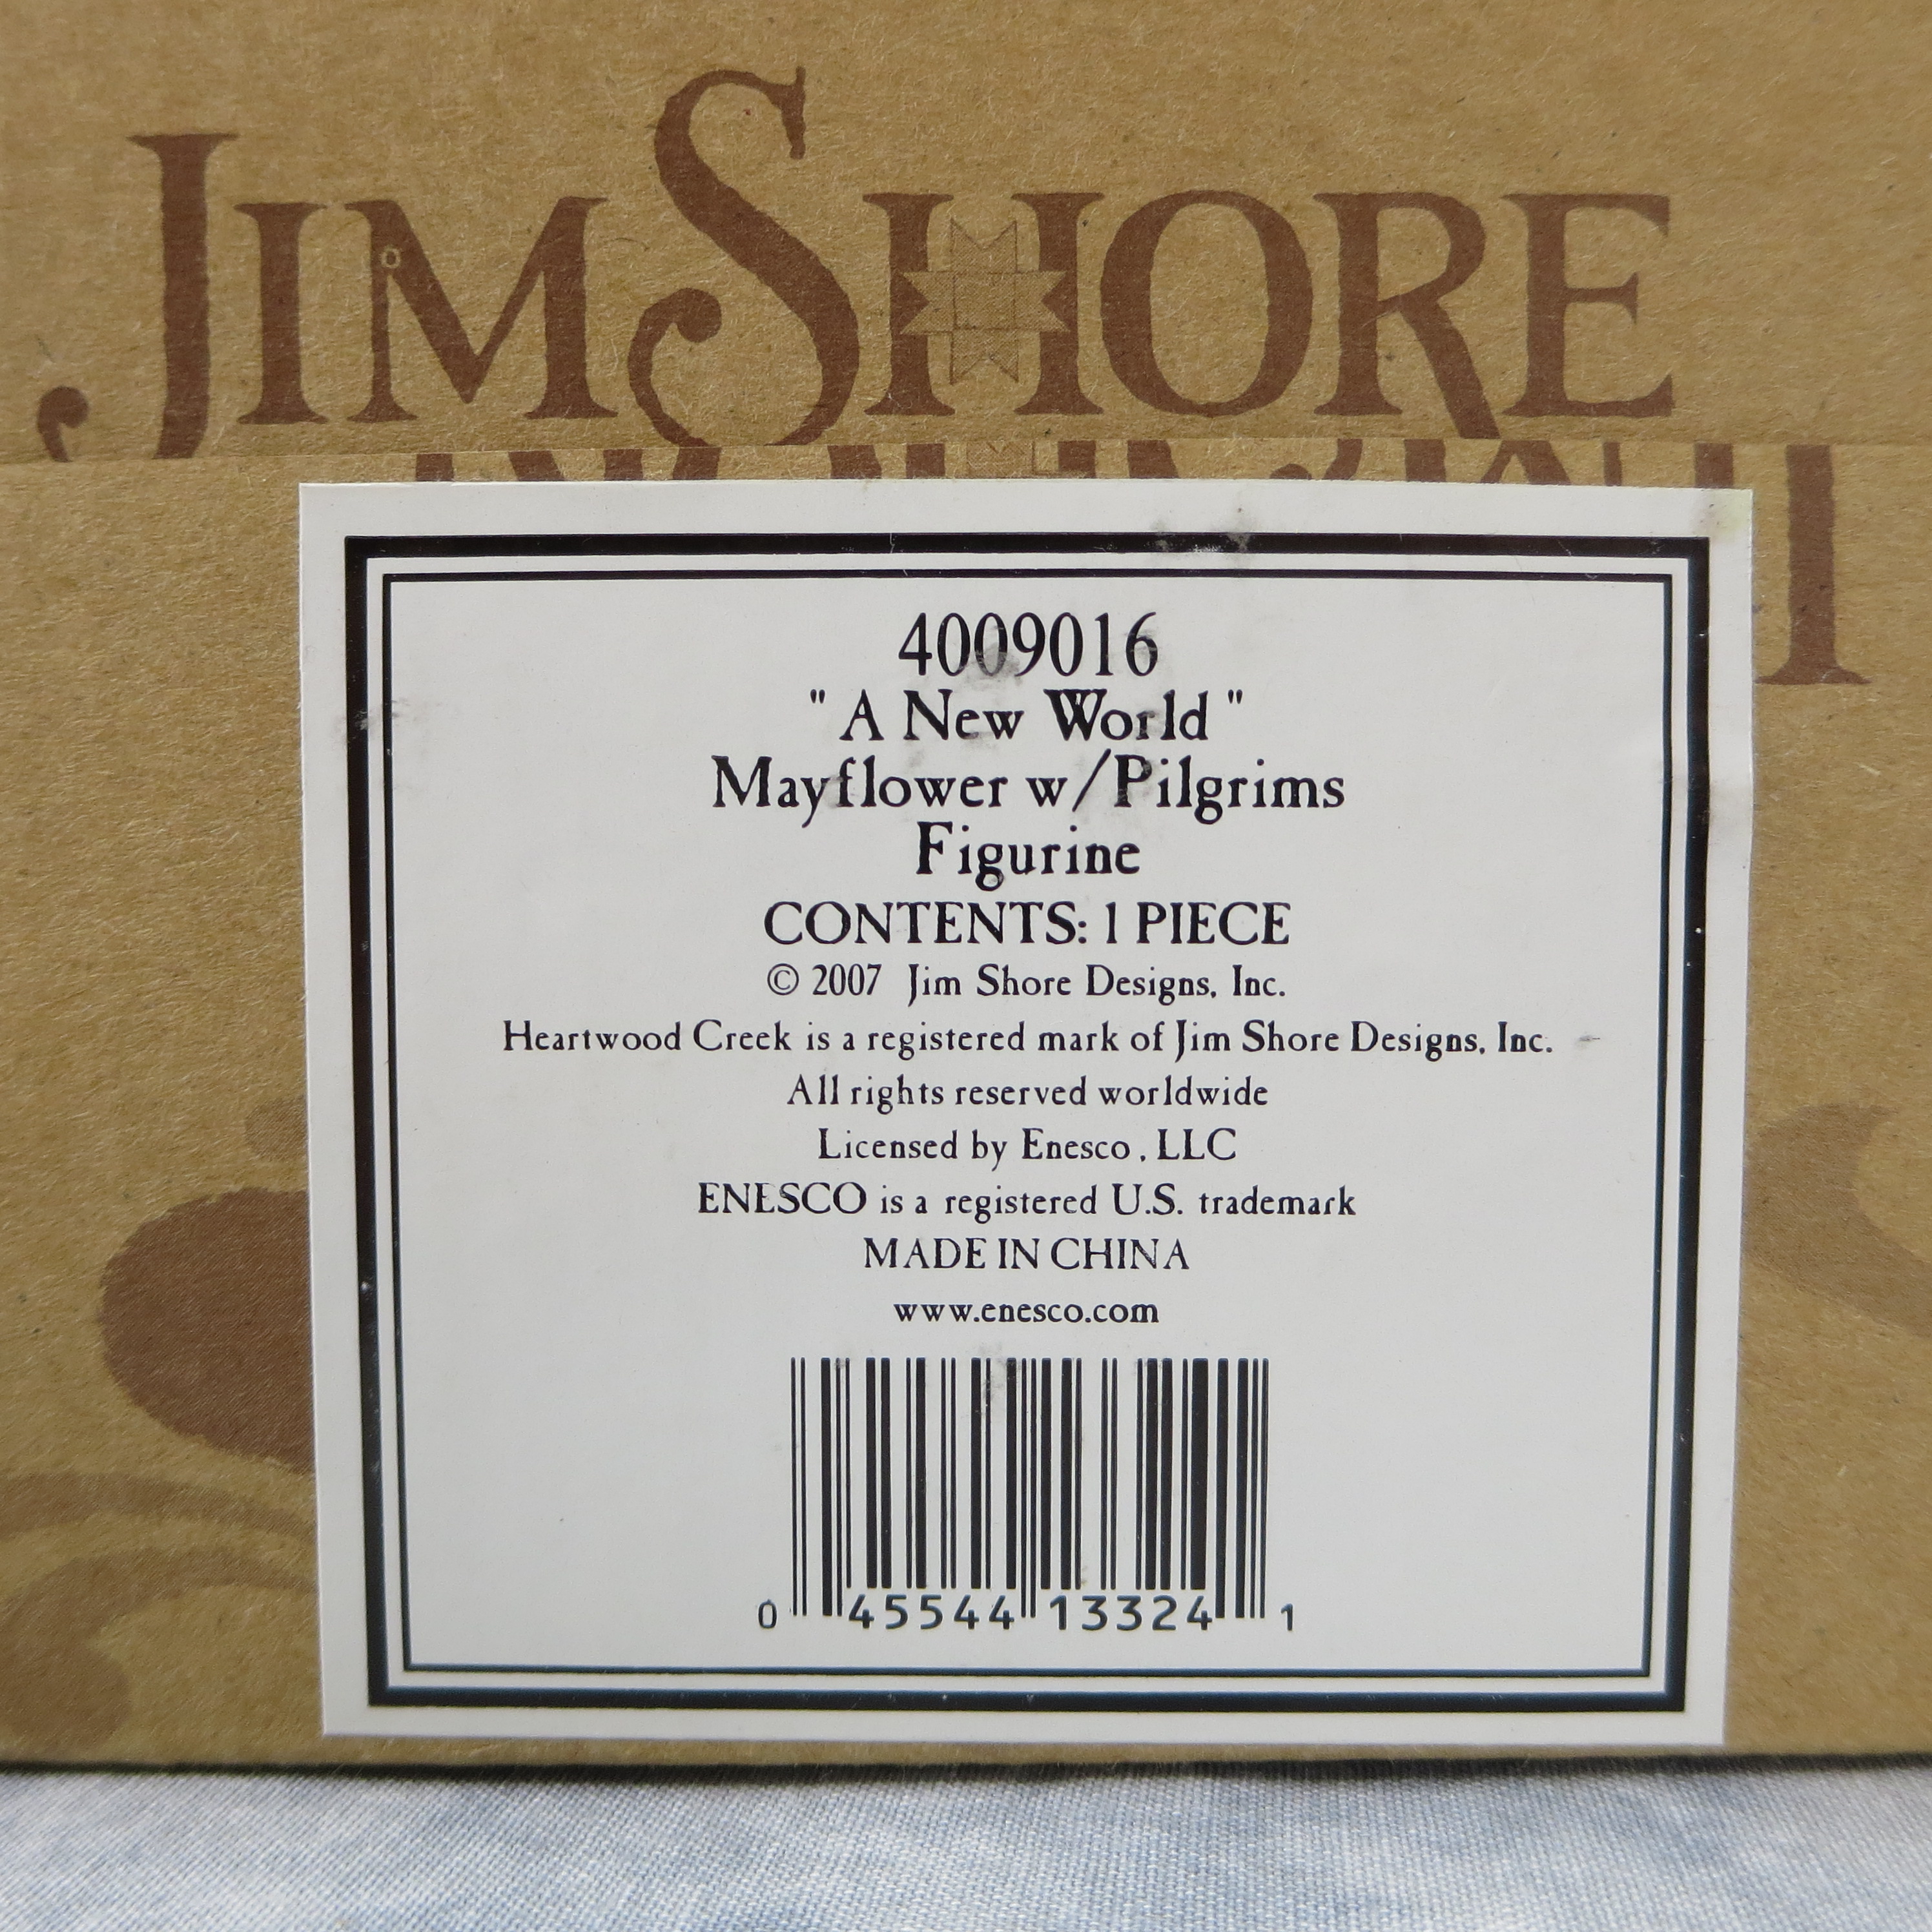 JIM SHORE
4009016
"A New World"
Mayflower w/Pilgrims
Figurine
CONTENTS: 1 PIECE
© 2007 Jim Shore Designs, Inc.
Heartwood Creek is a registered mark of Jim Shore Designs, Inc.
All rights reserved worldwide
Licensed by Enesco, LLC
ENESCO is a registered U.S. trademark
MADE IN CHINA
www.enesco.com
0 45544 13324 1